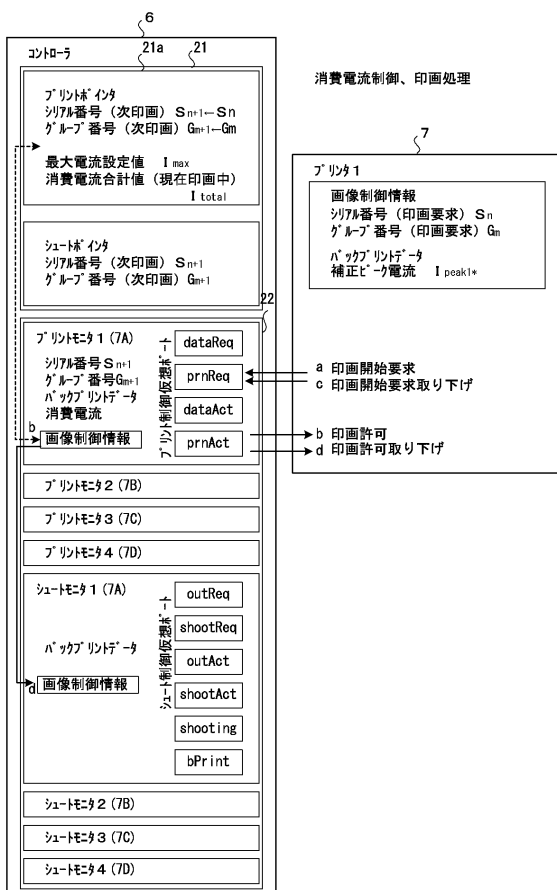 6
コントローラ
21a
21
プリントポインタ
シリアル番号（次印画） Sn+1←Sn
グループ番号（次印画） Gm+1←Gm
最大電流設定値 Imax
消費電流合計値（現在印画中）
Itotal
シュートポインタ
シリアル番号（次印画） Sn+1
グループ番号（次印画） Gm+1
22
プリントモニタ1 (7A)
シリアル番号Sn+1
グループ番号Gm+1
バックプリントデータ
消費電流
b
画像制御情報
プリント制御仮想ポート
dataReq
prnReq
dataAct
prnAct
プリントモニタ2 (7B)
プリントモニタ3 (7C)
プリントモニタ4 (7D)
シュートモニタ1 (7A)
バックプリントデータ
d
画像制御情報
シュート制御仮想ポート
outReq
shootReq
outAct
shootAct
shooting
bPrint
シュートモニタ2 (7B)
シュートモニタ3 (7C)
シュートモニタ4 (7D)
消費電流制御、印画処理
7
プリンタ1
画像制御情報
シリアル番号（印画要求） Sn
グループ番号（印画要求） Gm
バックプリントデータ
補正ピーク電流 Ipeak1*
a 印画開始要求
c 印画開始要求取り下げ
b 印画許可
d 印画許可取り下げ